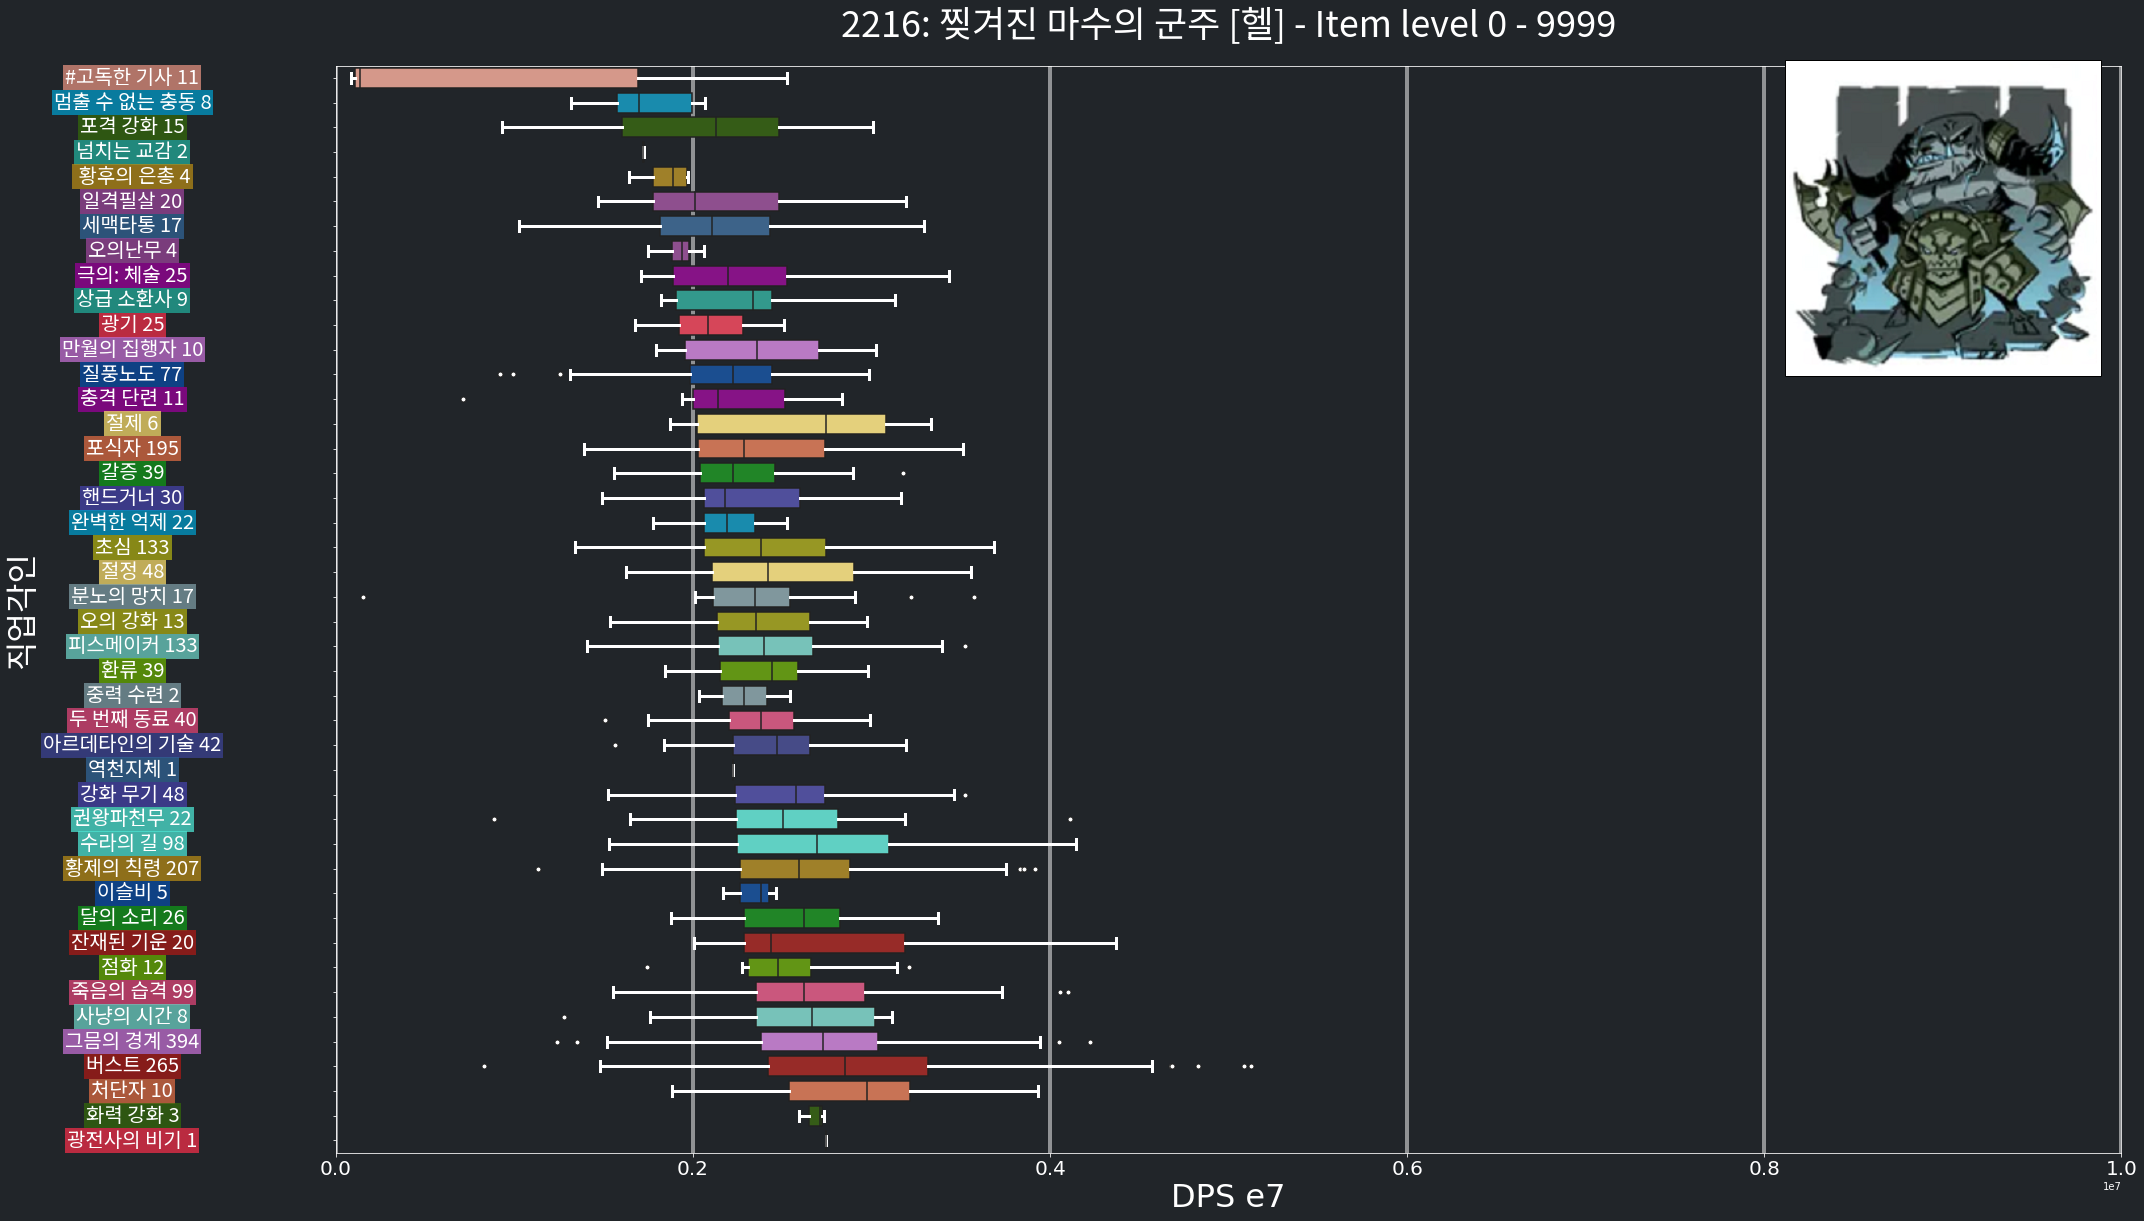 2216: 찢겨진 마수의 군주 [헬] - Item level 0 - 9999
#고독한 기사 11
멈출 수 없는 충동 8
포격 강화 15
넘치는 교감 2
황후의 은총 4
일격필살 20
세맥타통 17
오의난무 4
극의: 체술 25
상급 소환사 9
광기 25
만월의 집행자 10
질풍노도 77
충격 단련 11
절제 6
포식자 195
갈증 39
핸드거너 30
완벽한 억제 22
초심 133
절정 48
분노의 망치 17
오의 강화 13
피스메이커 133
환류 39
중력 수련 2
두 번째 동료 40
아르데타인의 기술 42
역천지체 1
강화 무기 48
권왕파천무 22
수라의 길 98
황제의 칙령 207
이슬비 5
달의 소리 26
잔재된 기운 20
점화 12
죽음의 습격 99
사냥의 시간 8
그믐의 경계 394
버스트 265
처단자 10
화력 강화 3
광전사의 비기 1
직업각인
0.0 0.2 0.4 0.6 0.8 1.0
1e7
DPS e7